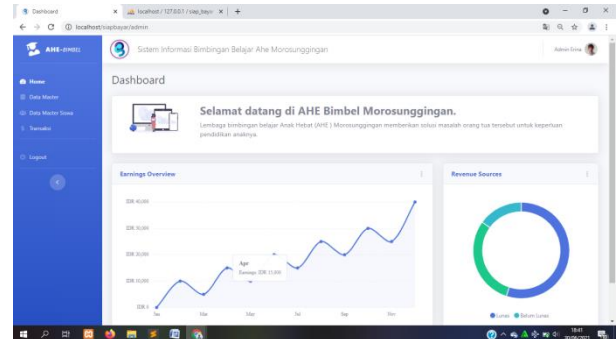 Dashboard
localhost / 127.0.0.1 / siap_bayar
localhost/siapbayar/admin
AHE-BIMBEL
Sistem Informasi Bimbingan Belajar Ahe Morosunggingan
Admin Erina
Home
Data Master
Data Master Siswa
Transaksi
Logout
Dashboard
Selamat datang di AHE Bimbel Morosunggingan.
Lembaga bimbingan belajar Anak Hebat (AHE ) Morosunggingan memberikan solusi masalah orang tua tersebut untuk keperluan
pendidikan anaknya.
Earnings Overview
Revenue Sources
IDR 40,000
IDR 30,000
IDR 20,000
IDR 10,000
IDR 0
Apr
Earnings: IDR 15,000
Jan
Mar
May
Jul
Sep
Nov
Lunas
Belum Lunas
18:41
30/06/2021